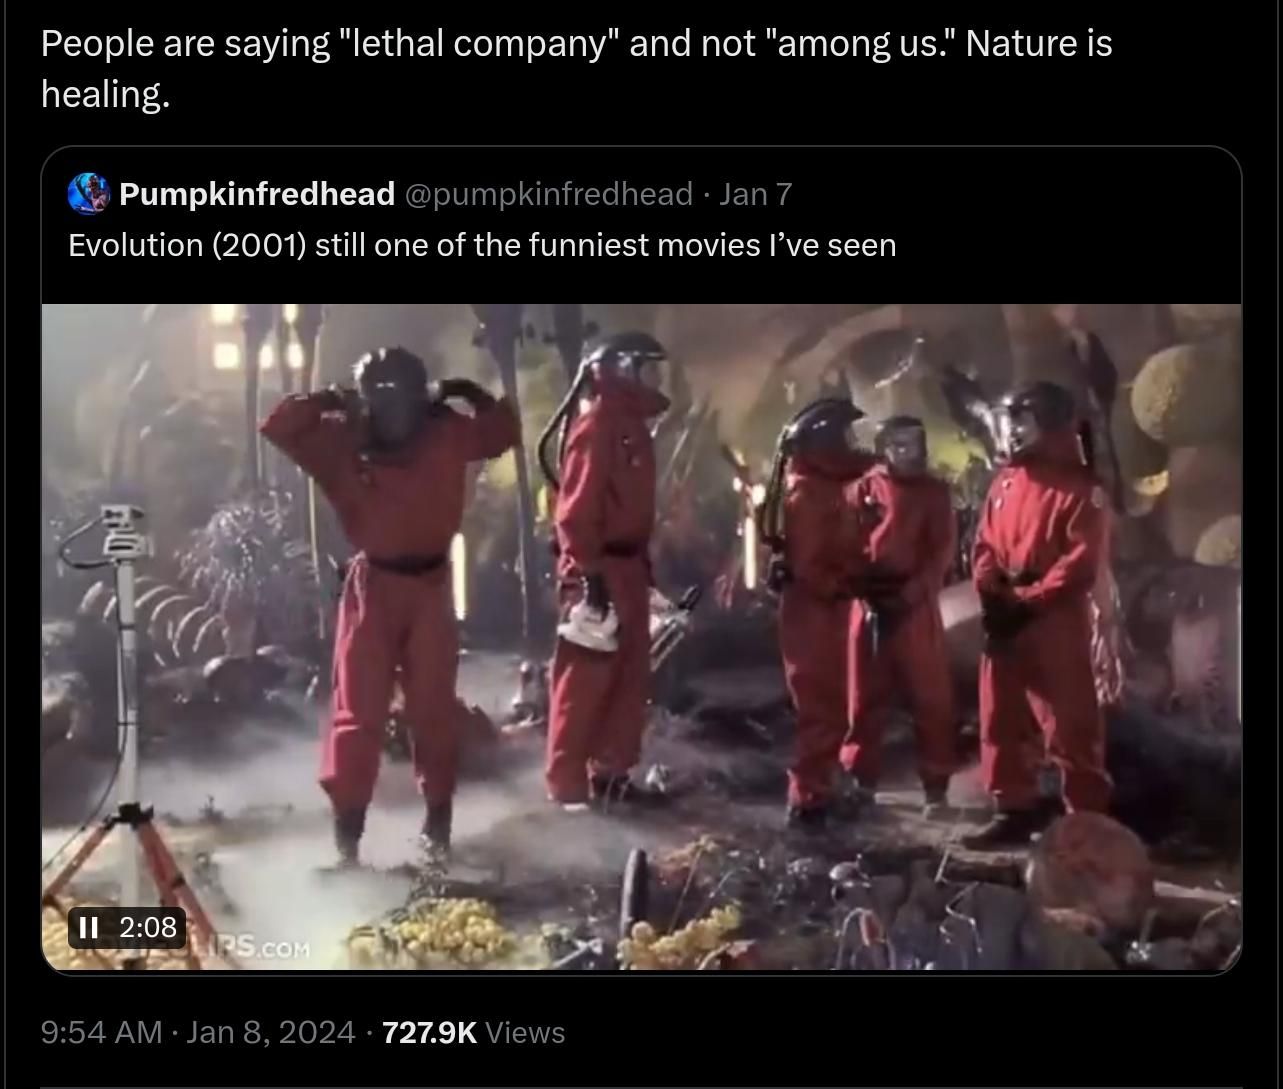 People are saying "lethal company" and not "among us." Nature is
healing.
Pumpkinfredhead @pumpkinfredhead · Jan 7
Evolution (2001) still one of the funniest movies I’ve seen
2:08
.COM
9:54 AM · Jan 8, 2024 · 727.9K Views